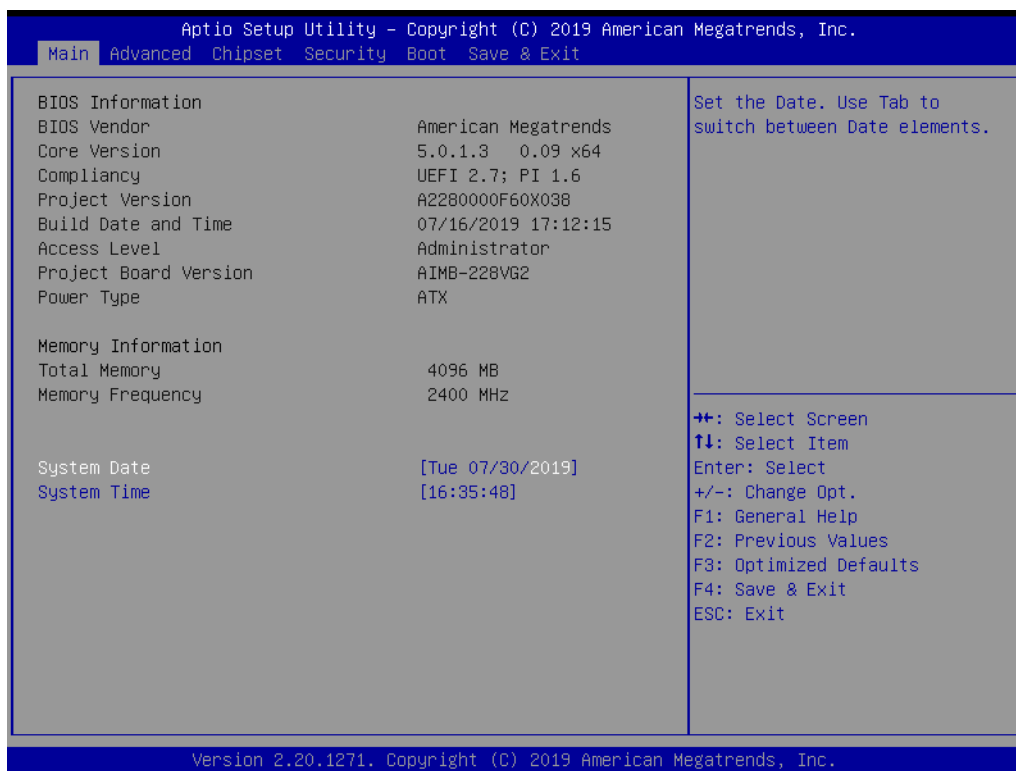 Aptio Setup Utility – Copyright (C) 2019 American Megatrends, Inc.
Main Advanced Chipset Security Boot Save & Exit
BIOS Information
BIOS Vendor American Megatrends
Core Version 5.0.1.3 0.09 x64
Compliancy UEFI 2.7; PI 1.6
Project Version A2280000F60X038
Build Date and Time 07/16/2019 17:12:15
Access Level Administrator
Project Board Version AIMB-228VG2
Power Type ATX
Memory Information
Total Memory 4096 MB
Memory Frequency 2400 MHz
System Date [Tue 07/30/2019]
System Time [16:35:48]
Set the Date. Use Tab to
switch between Date elements.
→←: Select Screen
↑↓: Select Item
Enter: Select
+/-: Change Opt.
F1: General Help
F2: Previous Values
F3: Optimized Defaults
F4: Save & Exit
ESC: Exit
Version 2.20.1271. Copyright (C) 2019 American Megatrends, Inc.